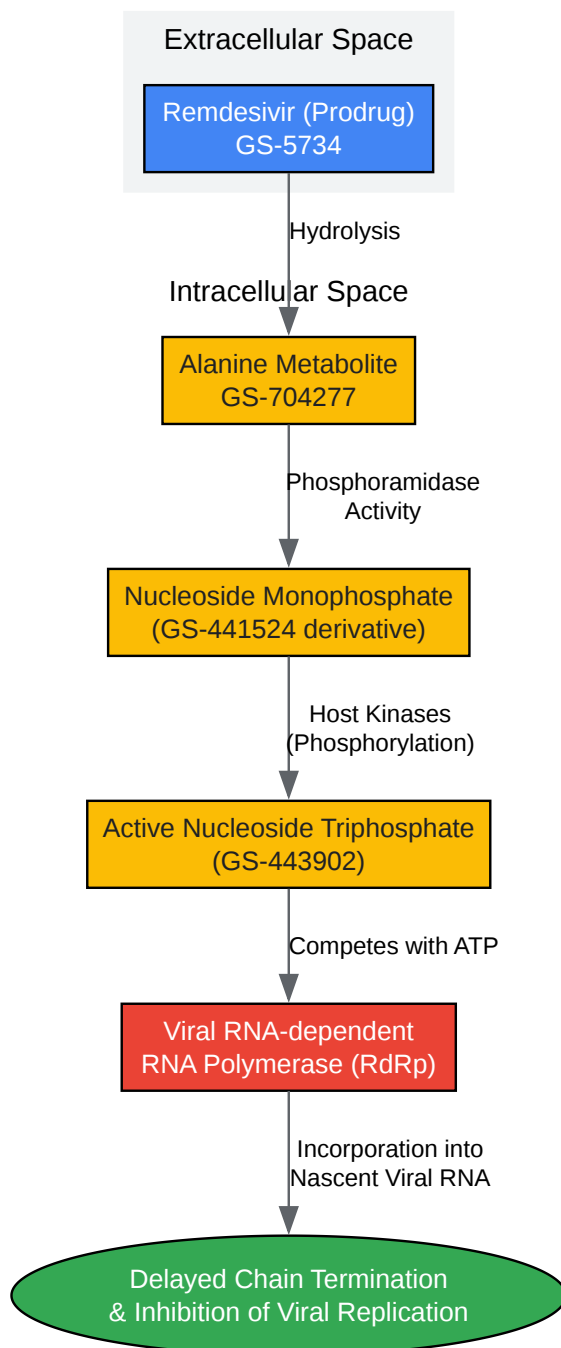 Extracellular Space
Remdesivir (Prodrug)
GS-5734
Hydrolysis
Intracellular Space
Alanine Metabolite
GS-704277
Phosphoramidase
Activity
Nucleoside Monophosphate
(GS-441524 derivative)
Host Kinases
(Phosphorylation)
Active Nucleoside Triphosphate
(GS-443902)
Competes with ATP
Viral RNA-dependent
RNA Polymerase (RdRp)
Incorporation into
Nascent Viral RNA
Delayed Chain Termination
& Inhibition of Viral Replication